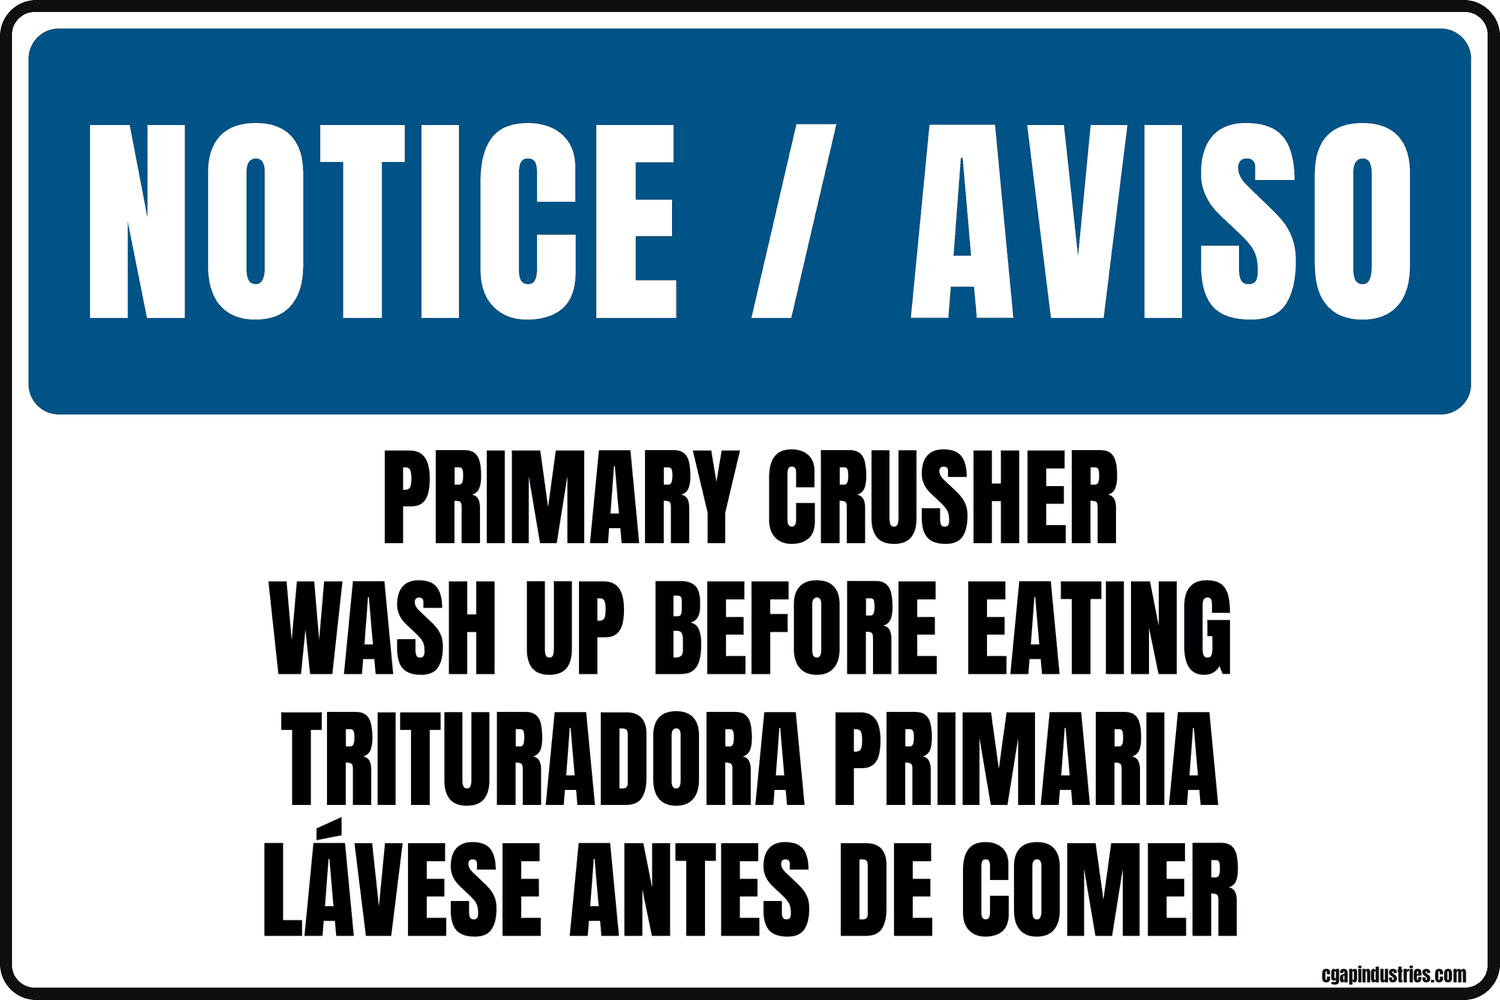 NOTICE / AVISO
PRIMARY CRUSHER
WASH UP BEFORE EATING
TRITURADORA PRIMARIA
LÁVESE ANTES DE COMER
cgapindustries.com